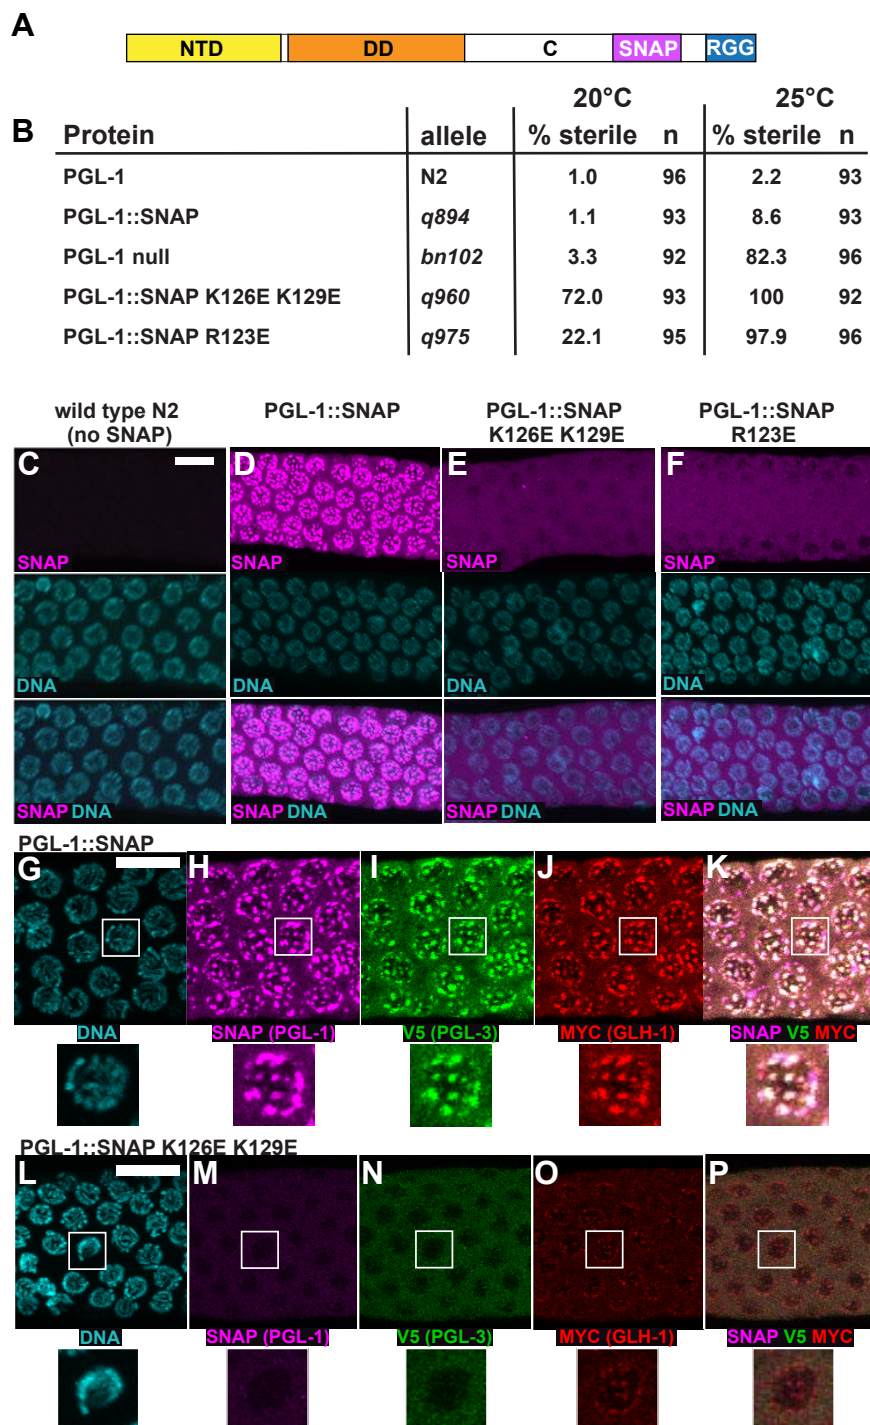 A
NTD DD C SNAP RGG
B
20°C 25°C
Protein allele % sterile n % sterile n
PGL-1 N2 1.0 96 2.2 93
PGL-1::SNAP q894 1.1 93 8.6 93
PGL-1 null bn102 3.3 92 82.3 96
PGL-1::SNAP K126E K129E q960 72.0 93 100 92
PGL-1::SNAP R123E q975 22.1 95 97.9 96
wild type N2 (no SNAP)
PGL-1::SNAP
PGL-1::SNAP K126E K129E
PGL-1::SNAP R123E
C D E F
SNAP SNAP SNAP SNAP
DNA DNA DNA DNA
SNAP DNA SNAP DNA SNAP DNA SNAP DNA
PGL-1::SNAP
G H I J K
DNA SNAP (PGL-1) V5 (PGL-3) MYC (GLH-1) SNAP V5 MYC
PGL-1::SNAP K126E K129E
L M N O P
DNA SNAP (PGL-1) V5 (PGL-3) MYC (GLH-1) SNAP V5 MYC